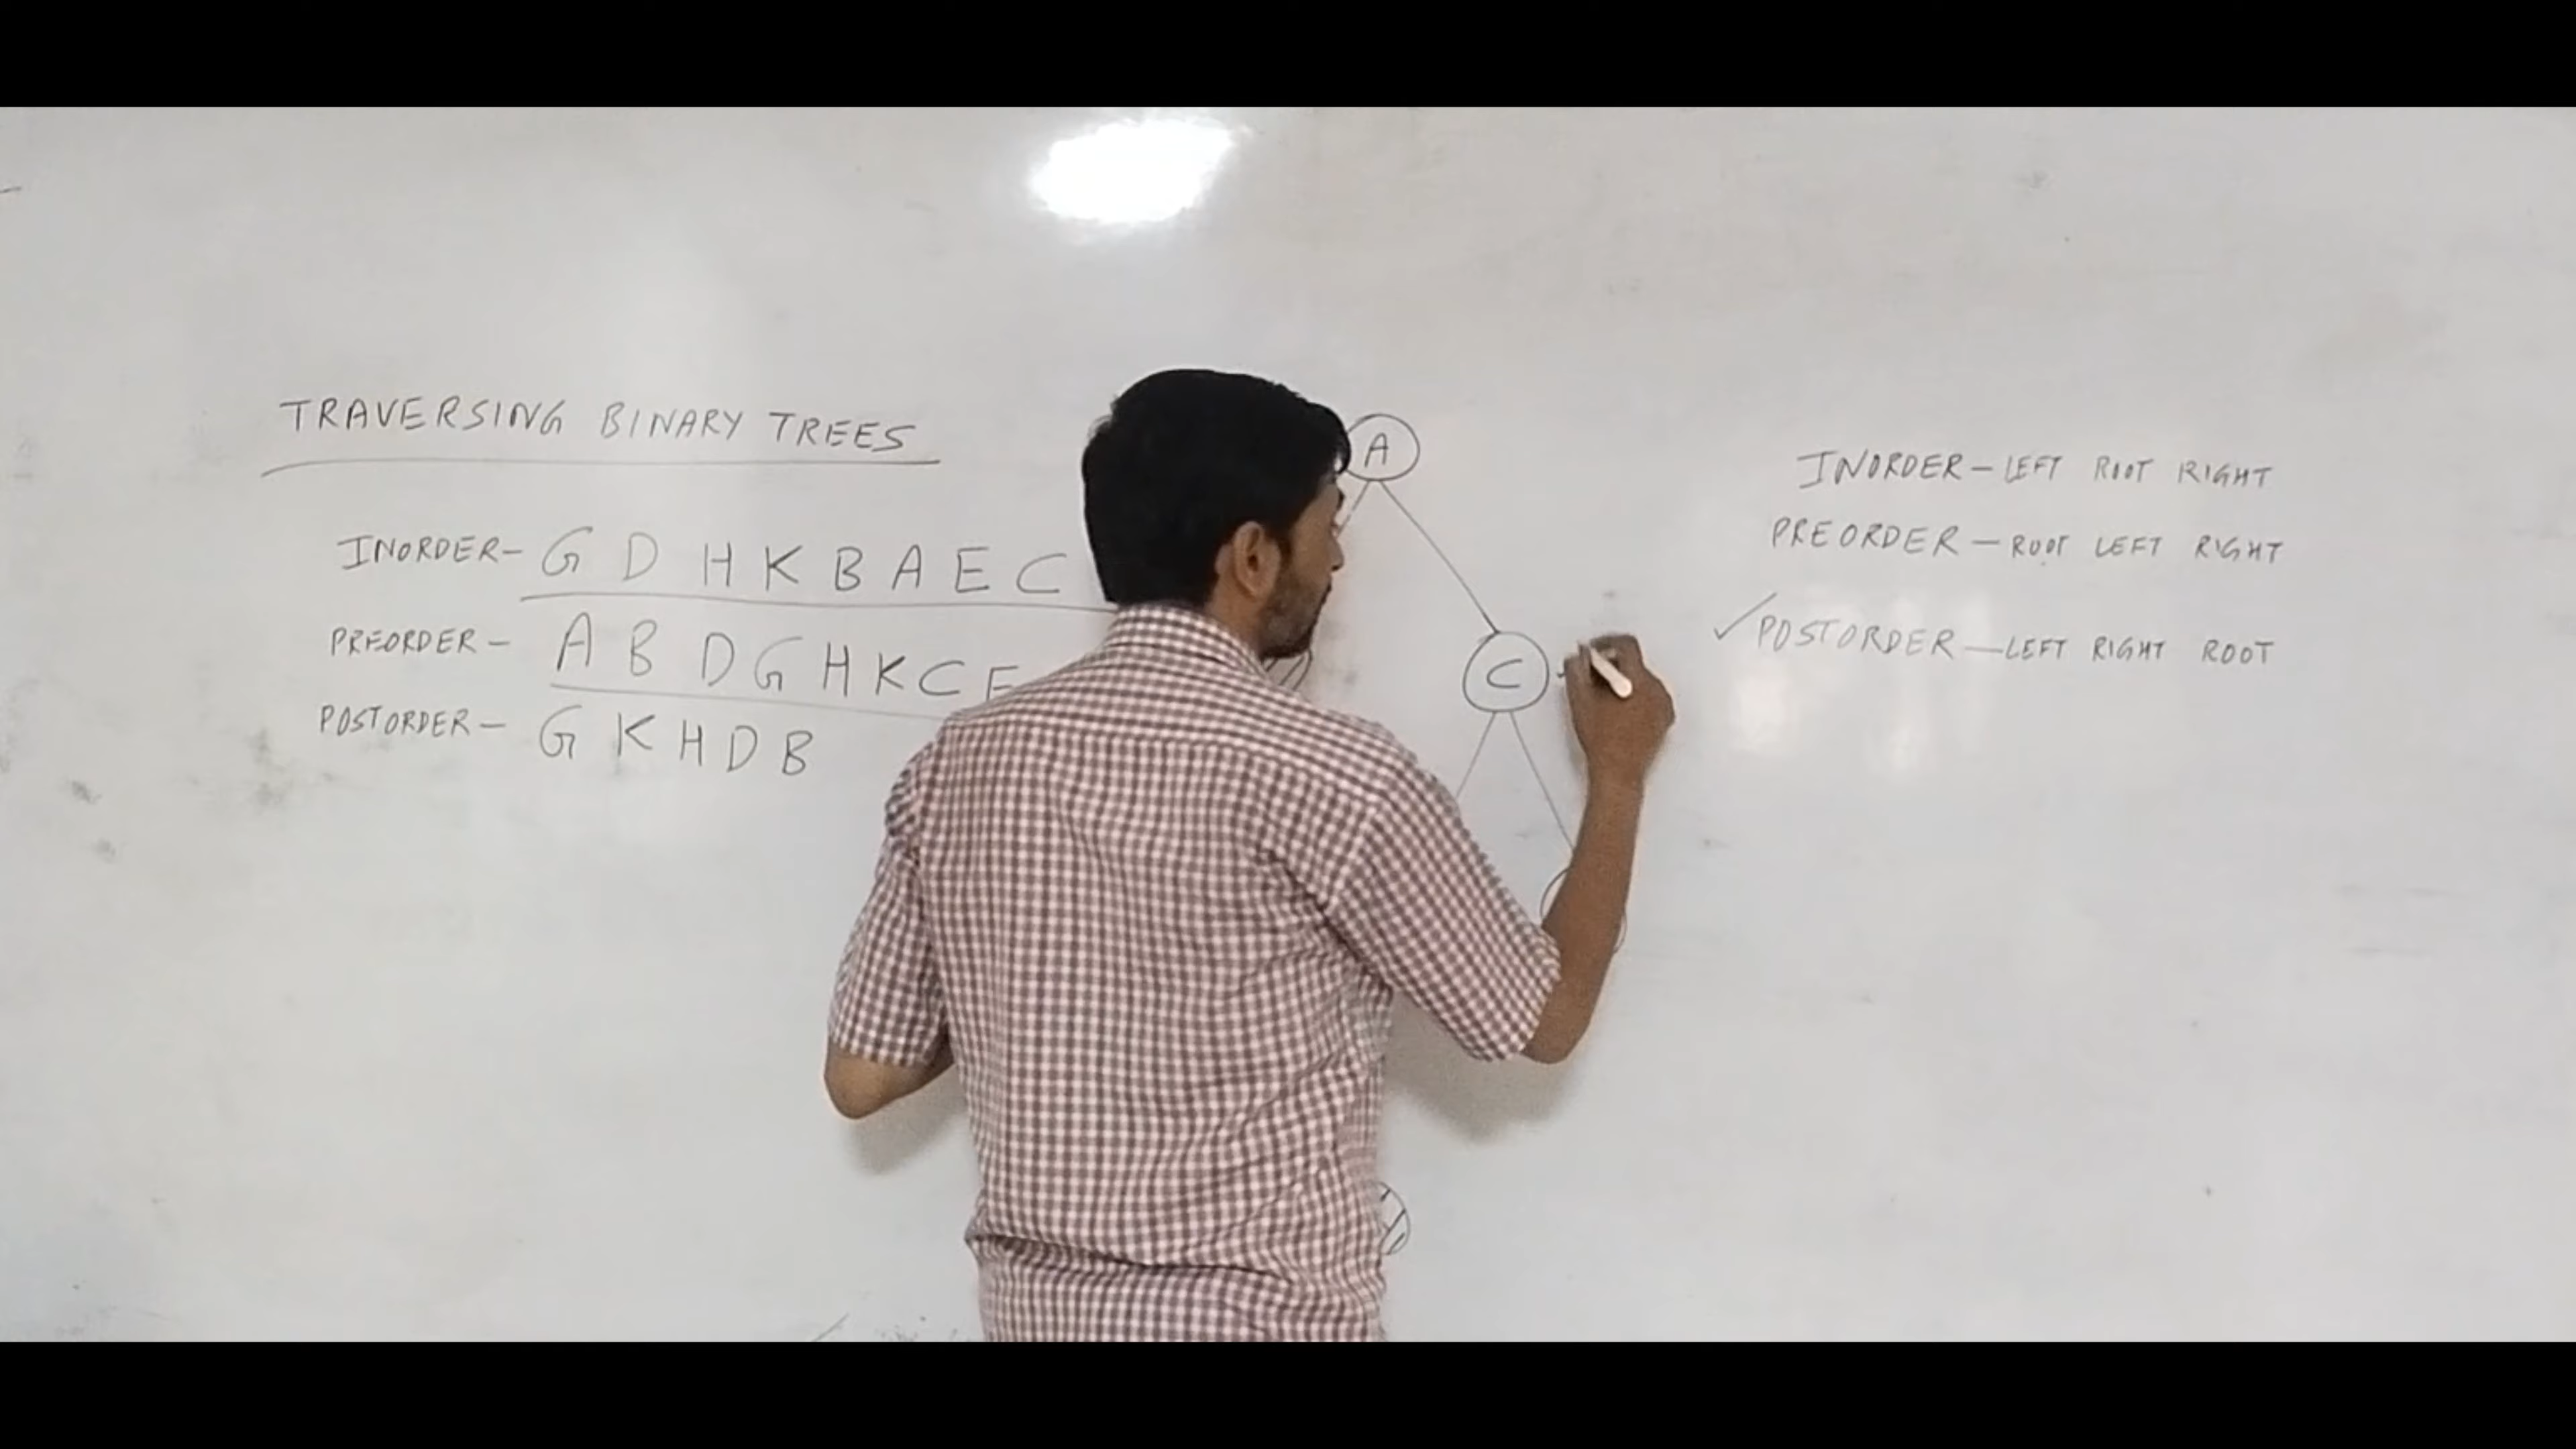 TRAVERSING BINARY TREES
INORDER- G D H K B A E C
PREORDER- A B D G H K C E
POSTORDER- G K H D B
A
C
INORDER-LEFT ROOT RIGHT
PREORDER-ROOT LEFT RIGHT
✓POSTORDER-LEFT RIGHT ROOT